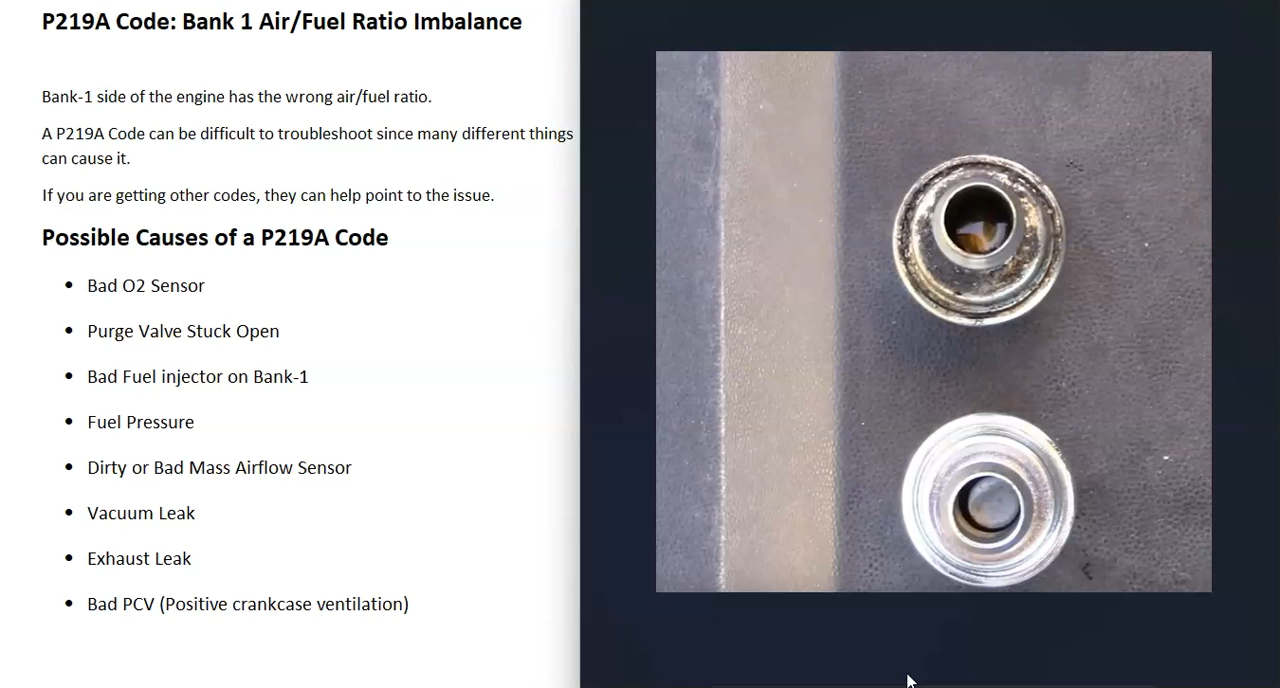 P219A Code: Bank 1 Air/Fuel Ratio Imbalance
Bank-1 side of the engine has the wrong air/fuel ratio.
A P219A Code can be difficult to troubleshoot since many different things
can cause it.
If you are getting other codes, they can help point to the issue.
Possible Causes of a P219A Code
• Bad O2 Sensor
• Purge Valve Stuck Open
• Bad Fuel injector on Bank-1
• Fuel Pressure
• Dirty or Bad Mass Airflow Sensor
• Vacuum Leak
• Exhaust Leak
• Bad PCV (Positive crankcase ventilation)